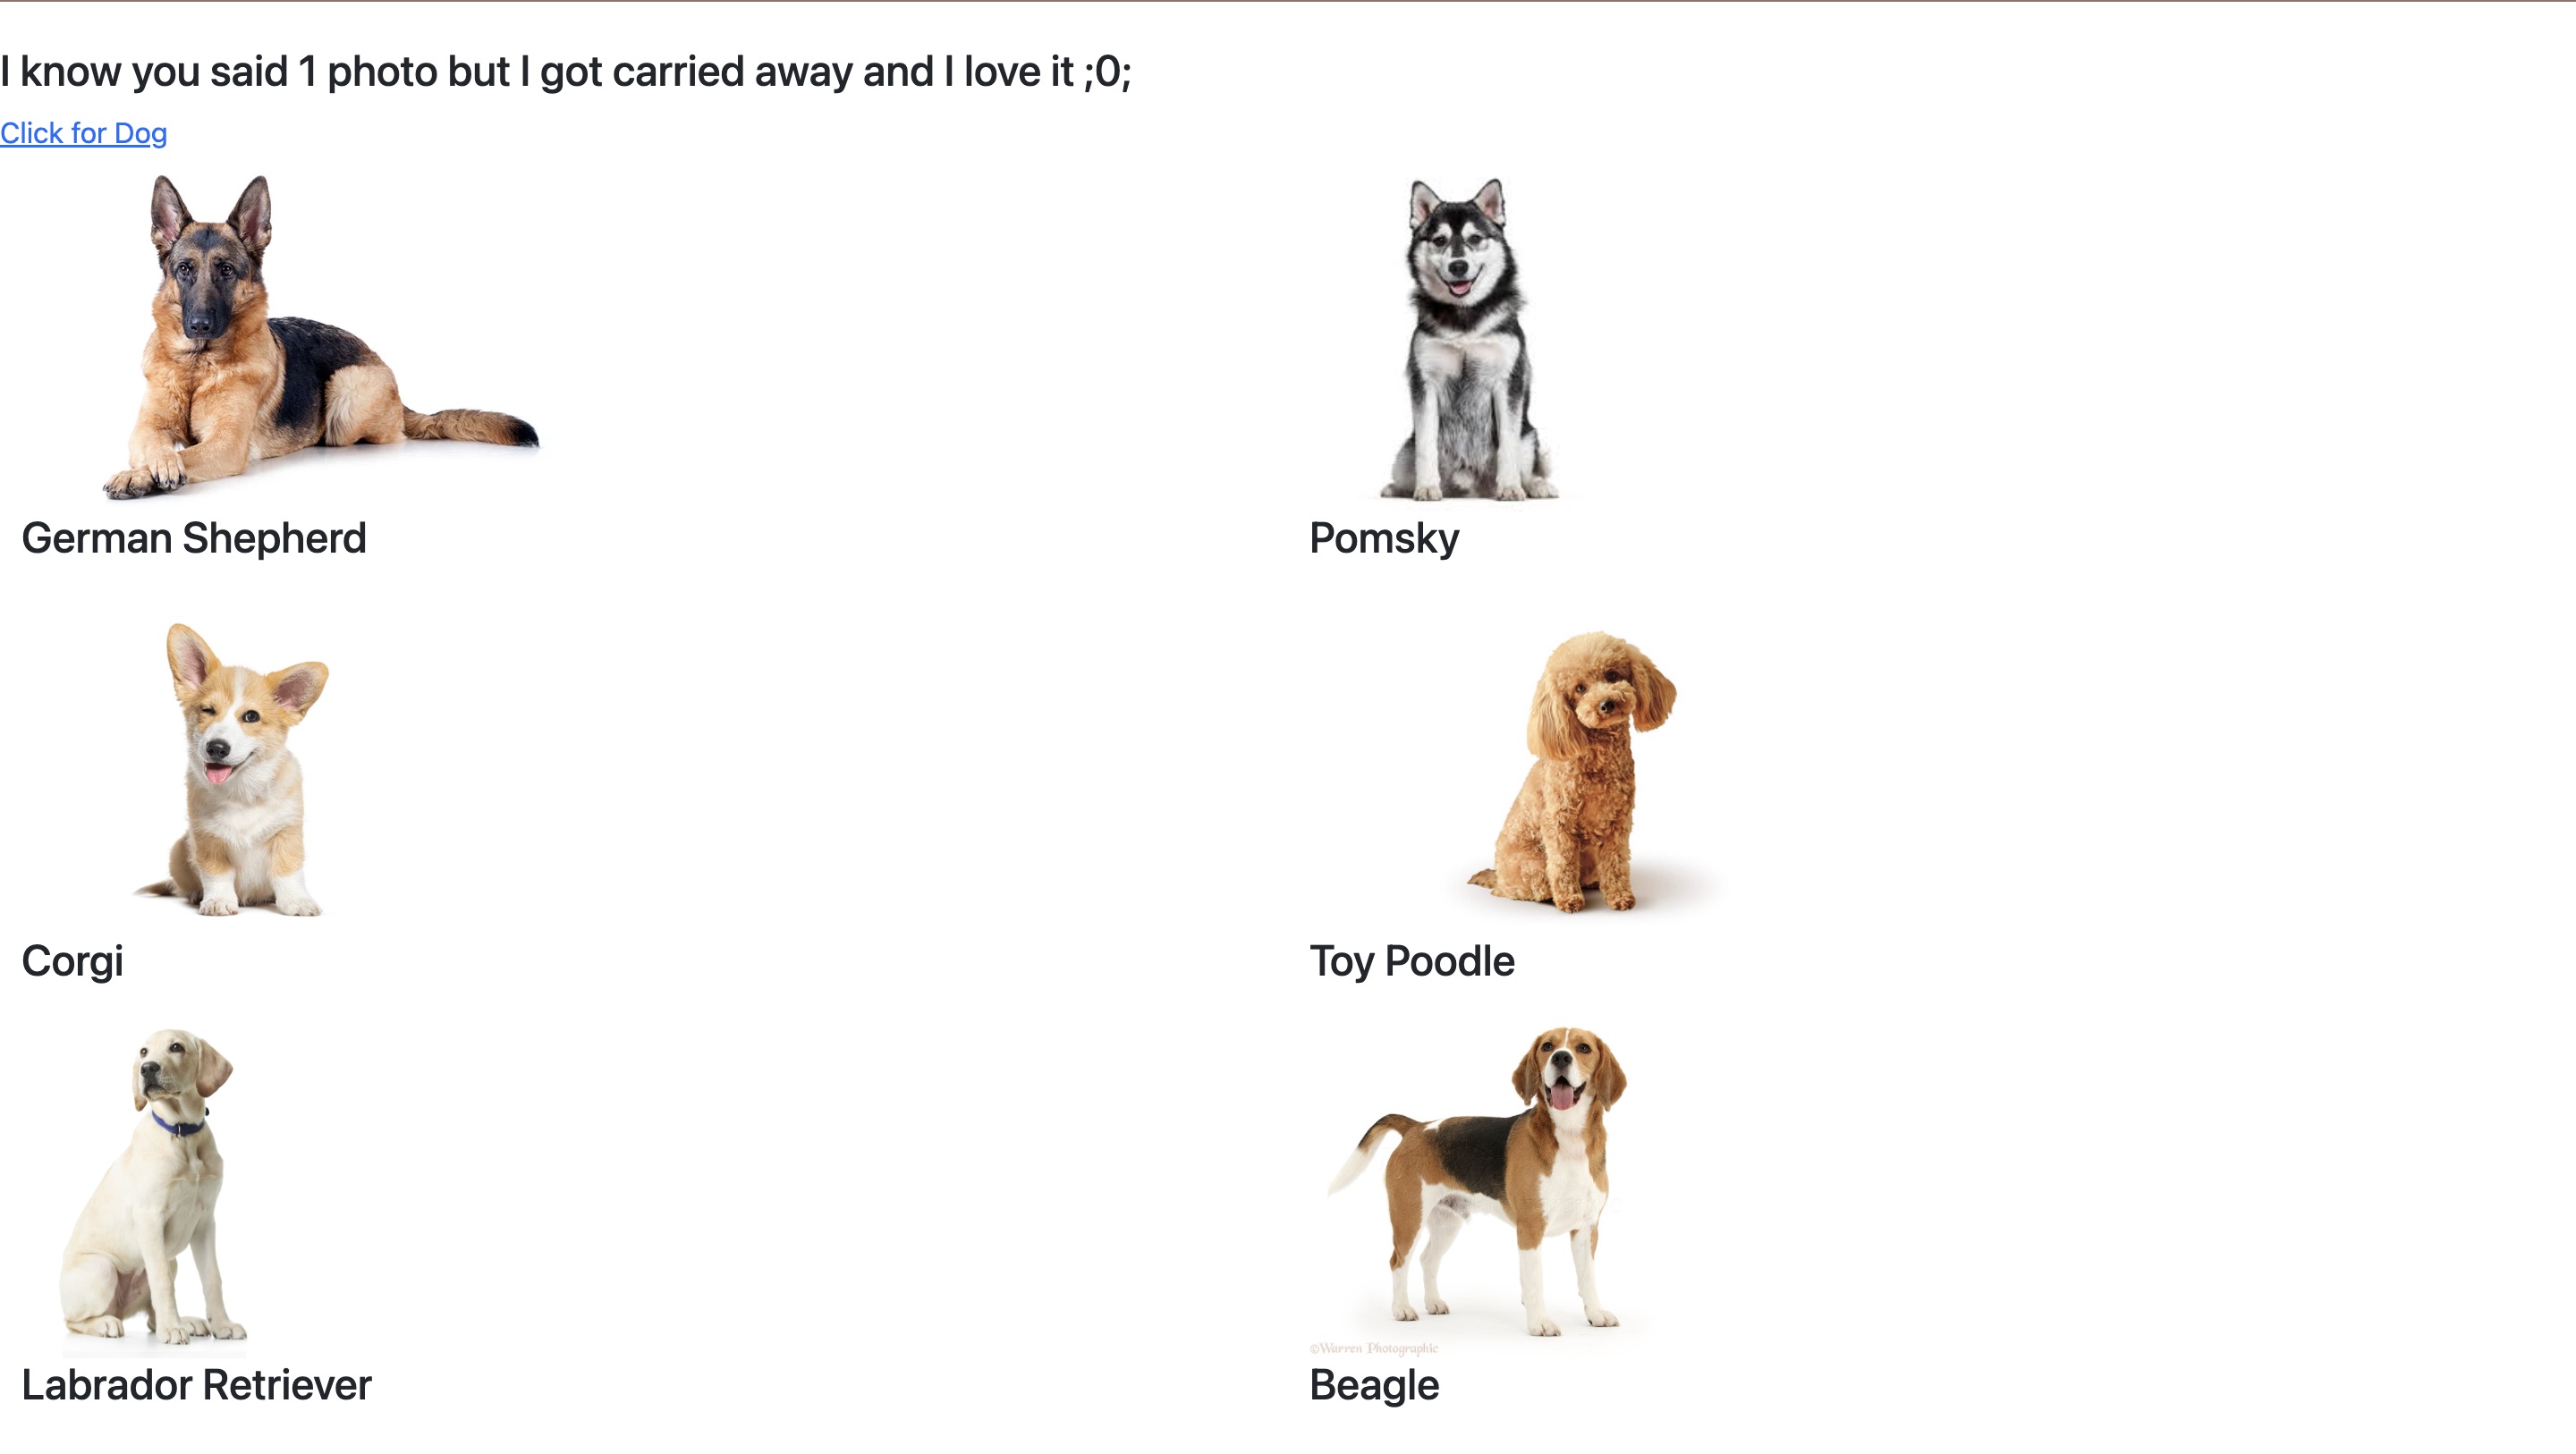 I know you said 1 photo but I got carried away and I love it ;0;
Click for Dog
German Shepherd
Pomsky
Corgi
Toy Poodle
©Warren Photographic
Labrador Retriever
Beagle